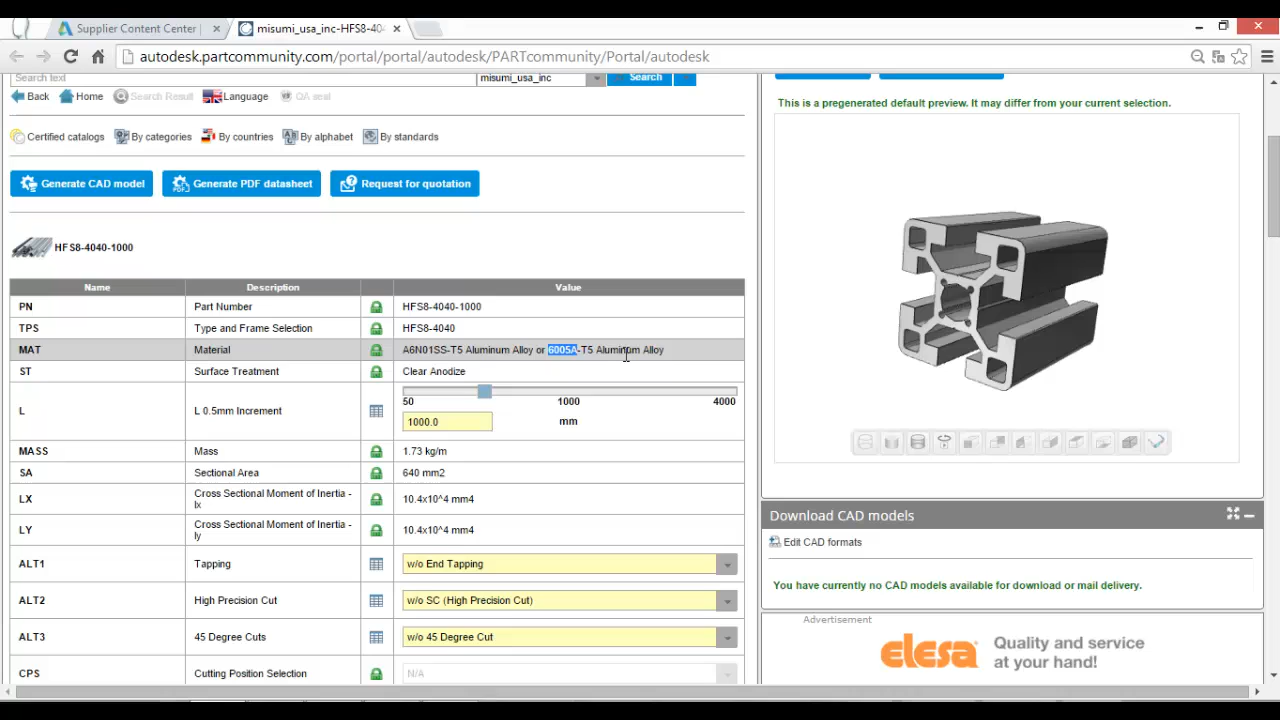 Supplier Content Center |
misumi_usa_inc-HFS8-40
autodesk.partcommunity.com/portal/portal/autodesk/PARTcommunity/Portal/autodesk
Search text
misumi_usa_inc
Search
Back
Home
Search Result
Language
QA seal
Certified catalogs
By categories
By countries
By alphabet
By standards
Generate CAD model
Generate PDF datasheet
Request for quotation
HFS8-4040-1000
Name Description Value
PN Part Number HFS8-4040-1000
TPS Type and Frame Selection HFS8-4040
MAT Material A6N01SS-T5 Aluminum Alloy or 6005A-T5 Aluminum Alloy
ST Surface Treatment Clear Anodize
L L 0.5mm Increment
50 1000 4000
1000.0 mm
MASS Mass 1.73 kg/m
SA Sectional Area 640 mm2
LX Cross Sectional Moment of Inertia -
lx
10.4x10^4 mm4
LY Cross Sectional Moment of Inertia -
ly
10.4x10^4 mm4
ALT1 Tapping w/o End Tapping
ALT2 High Precision Cut w/o SC (High Precision Cut)
ALT3 45 Degree Cuts w/o 45 Degree Cut
CPS Cutting Position Selection N/A
This is a pregenerated default preview. It may differ from your current selection.
Download CAD models
Edit CAD formats
You have currently no CAD models available for download or mail delivery.
Advertisement
elesa
Quality and service
at your hand!